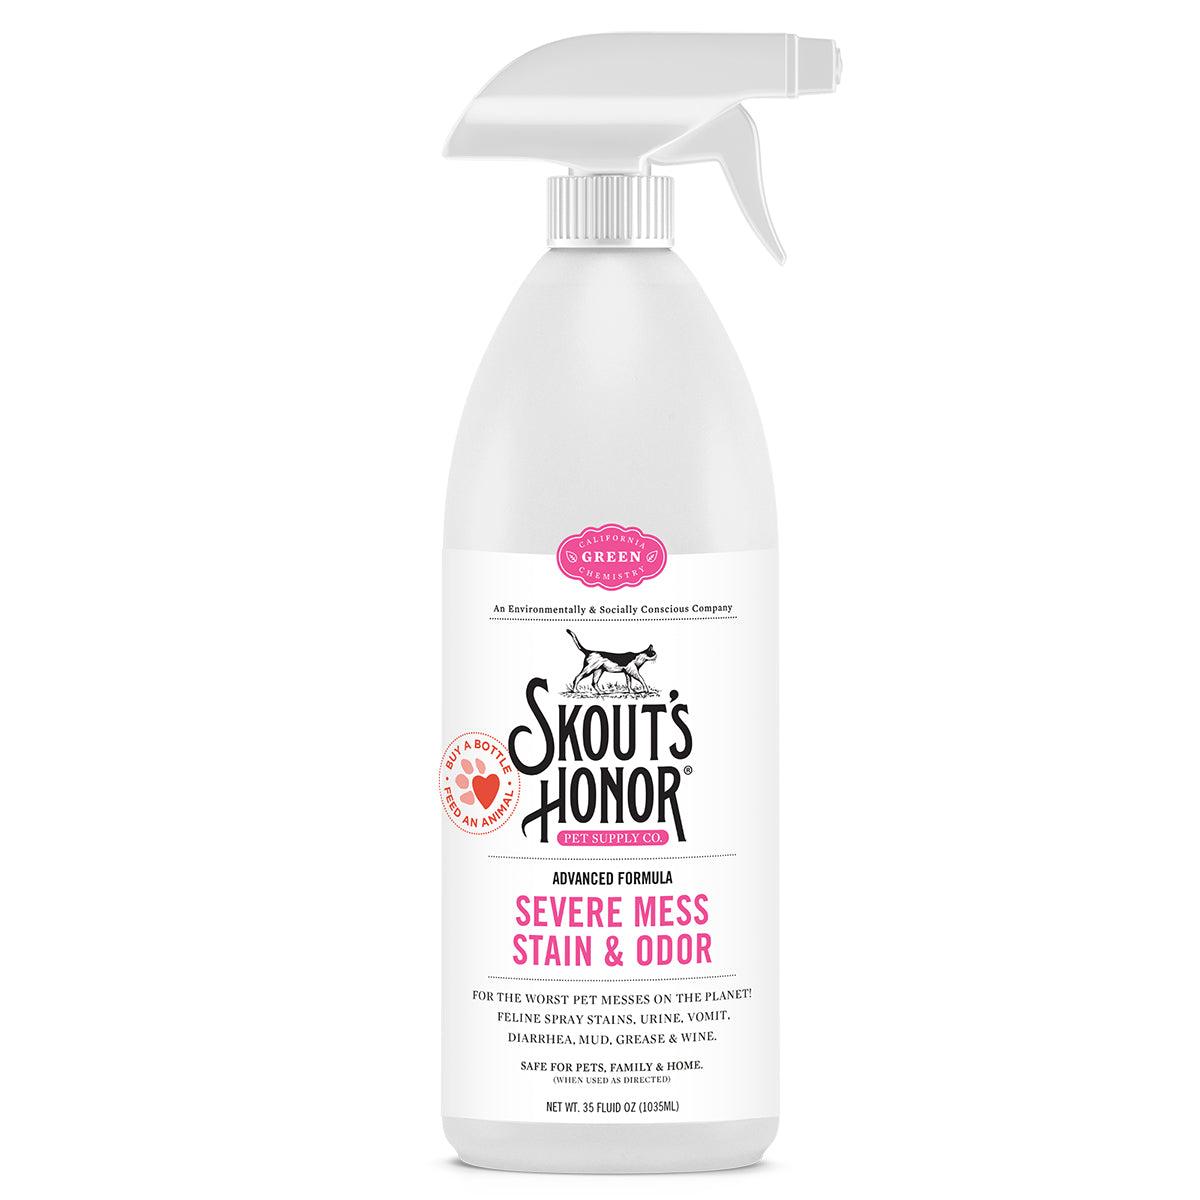 CALIFORNIA
GREEN
CHEMISTRY
An Environmentally & Socially Conscious Company
SKOUT'S
HONOR®
PET SUPPLY CO.
BUY A BOTTLE
FEED AN ANIMAL
ADVANCED FORMULA
SEVERE MESS
STAIN & ODOR
FOR THE WORST PET MESSES ON THE PLANET!
FELINE SPRAY STAINS, URINE, VOMIT,
DIARRHEA, MUD, GREASE & WINE.
SAFE FOR PETS, FAMILY & HOME.
(WHEN USED AS DIRECTED)
NET WT. 35 FLUID OZ (1035ML)